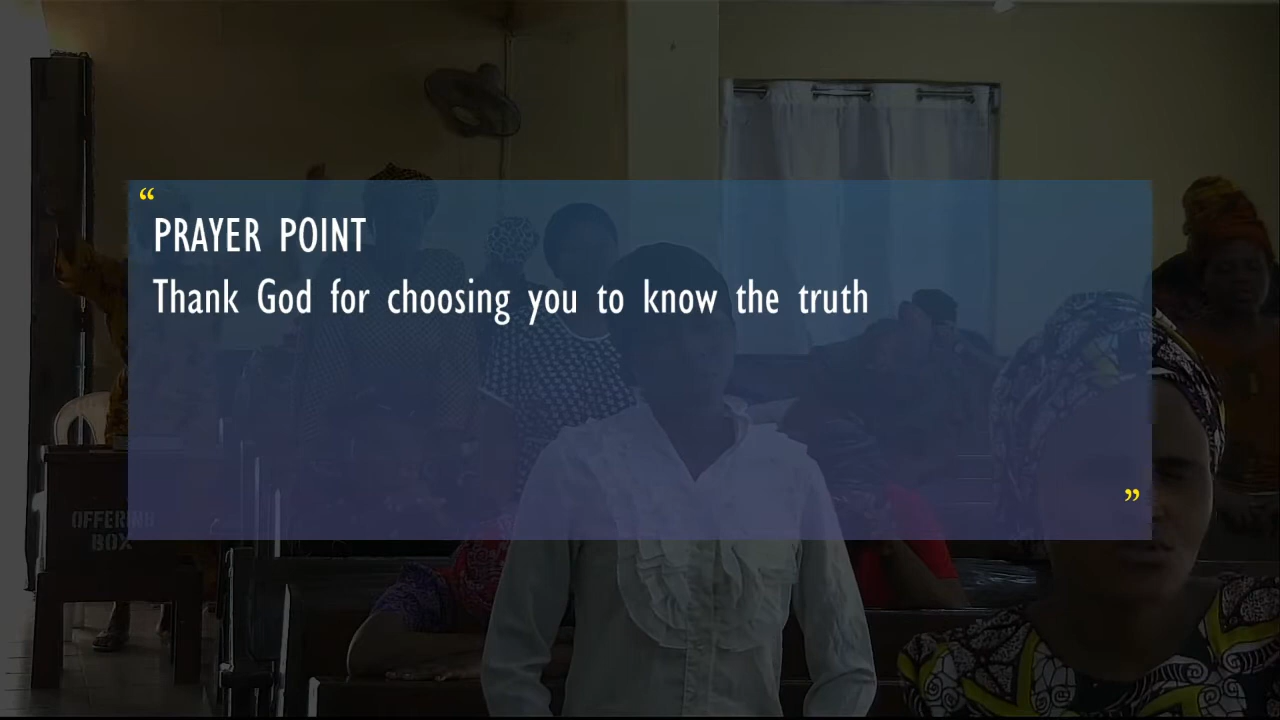 “
PRAYER POINT
Thank God for choosing you to know the truth
”
OFFERING
BOX